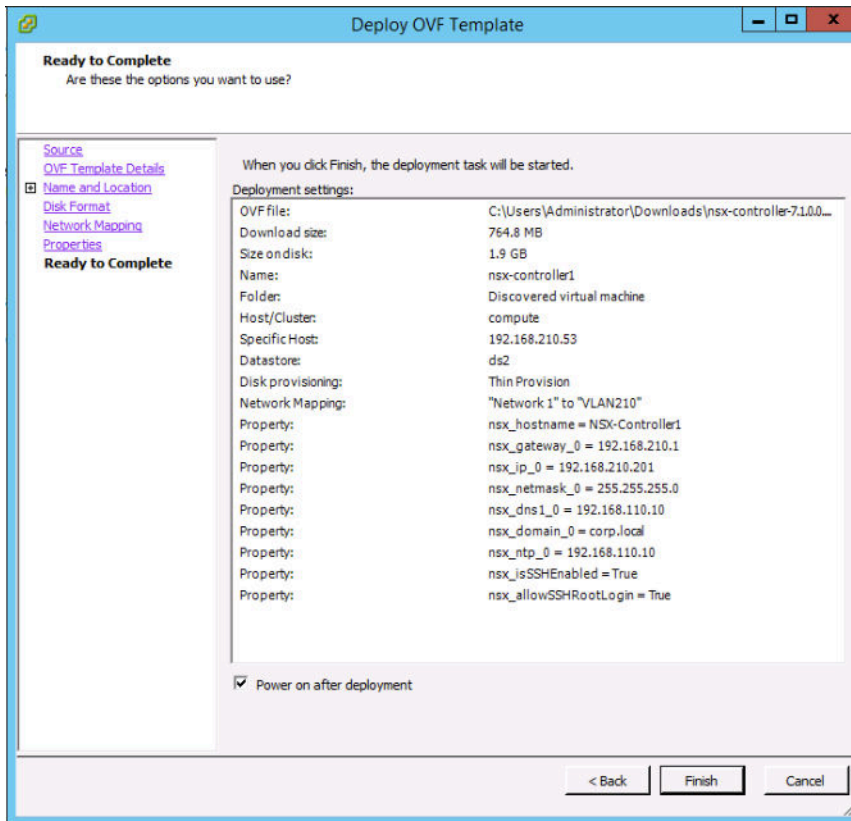 Deploy OVF Template
Ready to Complete
Are these the options you want to use?
Source
OVF Template Details
Name and Location
Disk Format
Network Mapping
Properties
Ready to Complete
When you click Finish, the deployment task will be started.
Deployment settings:
OVF file: C:\Users\Administrator\Downloads\nsx-controller-7.1.0.0....
Download size: 764.8 MB
Size on disk: 1.9 GB
Name: nsx-controller1
Folder: Discovered virtual machine
Host/Cluster: compute
Specific Host: 192.168.210.53
Datastore: ds2
Disk provisioning: Thin Provision
Network Mapping: "Network 1" to "VLAN210"
Property: nsx_hostname = NSX-Controller1
Property: nsx_gateway_0 = 192.168.210.1
Property: nsx_ip_0 = 192.168.210.201
Property: nsx_netmask_0 = 255.255.255.0
Property: nsx_dns1_0 = 192.168.110.10
Property: nsx_domain_0 = corp.local
Property: nsx_ntp_0 = 192.168.110.10
Property: nsx_isSSHEnabled = True
Property: nsx_allowSSHRootLogin = True
Power on after deployment
< Back Finish Cancel